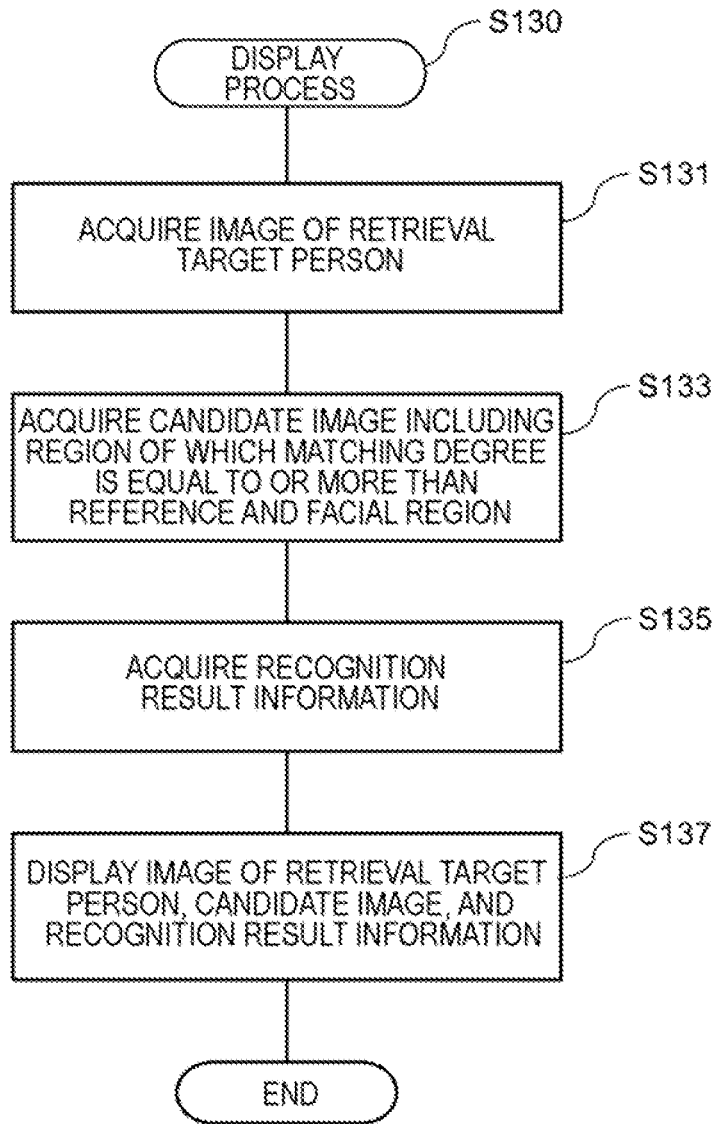 S130
DISPLAY
PROCESS
S131
ACQUIRE IMAGE OF RETRIEVAL
TARGET PERSON
S133
ACQUIRE CANDIDATE IMAGE INCLUDING
REGION OF WHICH MATCHING DEGREE
IS EQUAL TO OR MORE THAN
REFERENCE AND FACIAL REGION
S135
ACQUIRE RECOGNITION
RESULT INFORMATION
S137
DISPLAY IMAGE OF RETRIEVAL TARGET
PERSON, CANDIDATE IMAGE, AND
RECOGNITION RESULT INFORMATION
END